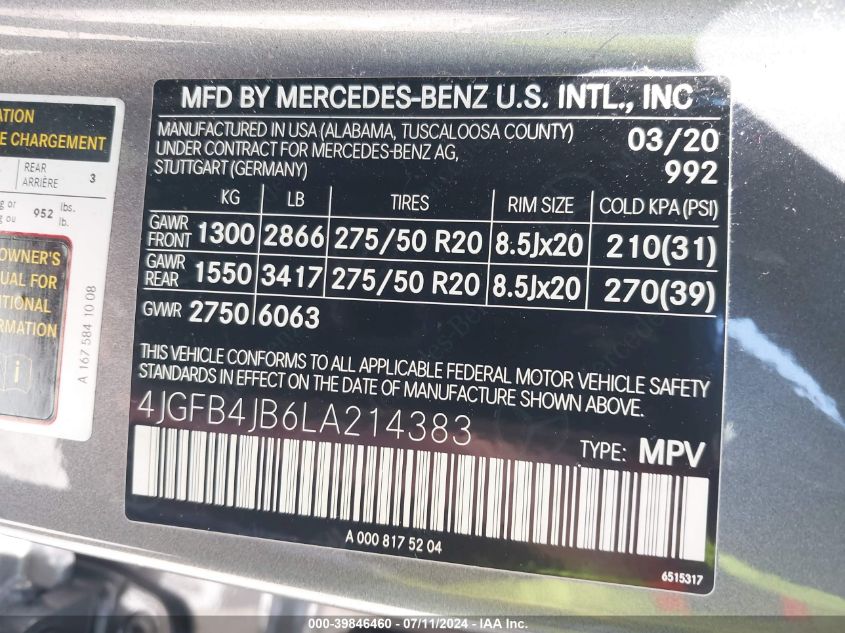 ATION
E CHARGEMENT
REAR
ARRIÈRE 3
g or
g ou 952 lbs.
lb.
OWNER'S
UAL FOR
ITIONAL
ORMATION
i
A 167 584 10 08
MFD BY MERCEDES-BENZ U.S. INTL., INC
MANUFACTURED IN USA (ALABAMA, TUSCALOOSA COUNTY) 03/20
UNDER CONTRACT FOR MERCEDES-BENZ AG,
STUTTGART (GERMANY) 992
KG LB TIRES RIM SIZE COLD KPA (PSI)
GAWR
FRONT 1300 2866 275/50 R20 8.5Jx20 210(31)
GAWR
REAR 1550 3417 275/50 R20 8.5Jx20 270(39)
GVWR 2750 6063
THIS VEHICLE CONFORMS TO ALL APPLICABLE FEDERAL MOTOR VEHICLE SAFETY
STANDARDS IN EFFECT ON THE DATE OF MANUFACTURE SHOWN ABOVE.
4JGFB4JB6LA214383
TYPE: MPV
A 000 817 52 04
6515317
000-39846460 - 07/11/2024 - IAA Inc.